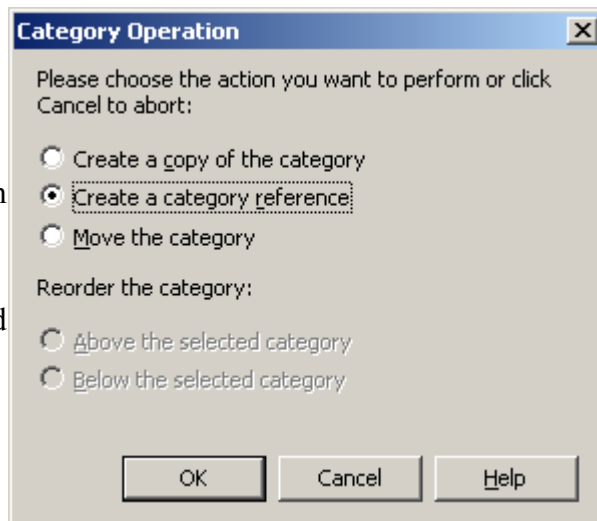 Category Operation
Please choose the action you want to perform or click
Cancel to abort:
Create a copy of the category
Create a category reference
Move the category
Reorder the category:
Above the selected category
Below the selected category
OK Cancel Help